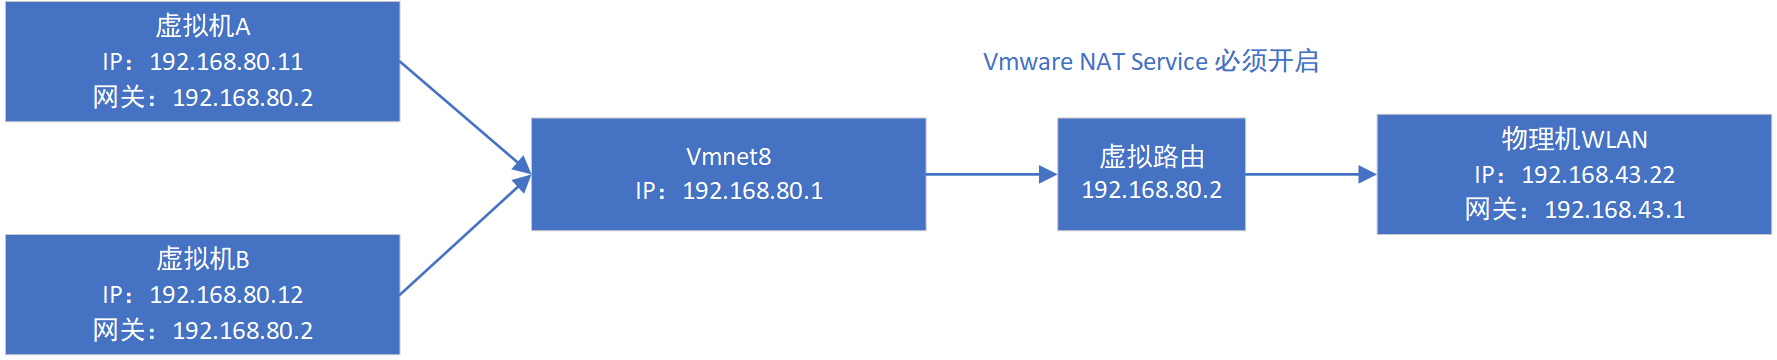 虚拟机A
IP：192.168.80.11
网关：192.168.80.2
虚拟机B
IP：192.168.80.12
网关：192.168.80.2
Vmnet8
IP：192.168.80.1
Vmware NAT Service 必须开启
虚拟路由
192.168.80.2
物理机WLAN
IP：192.168.43.22
网关：192.168.43.1